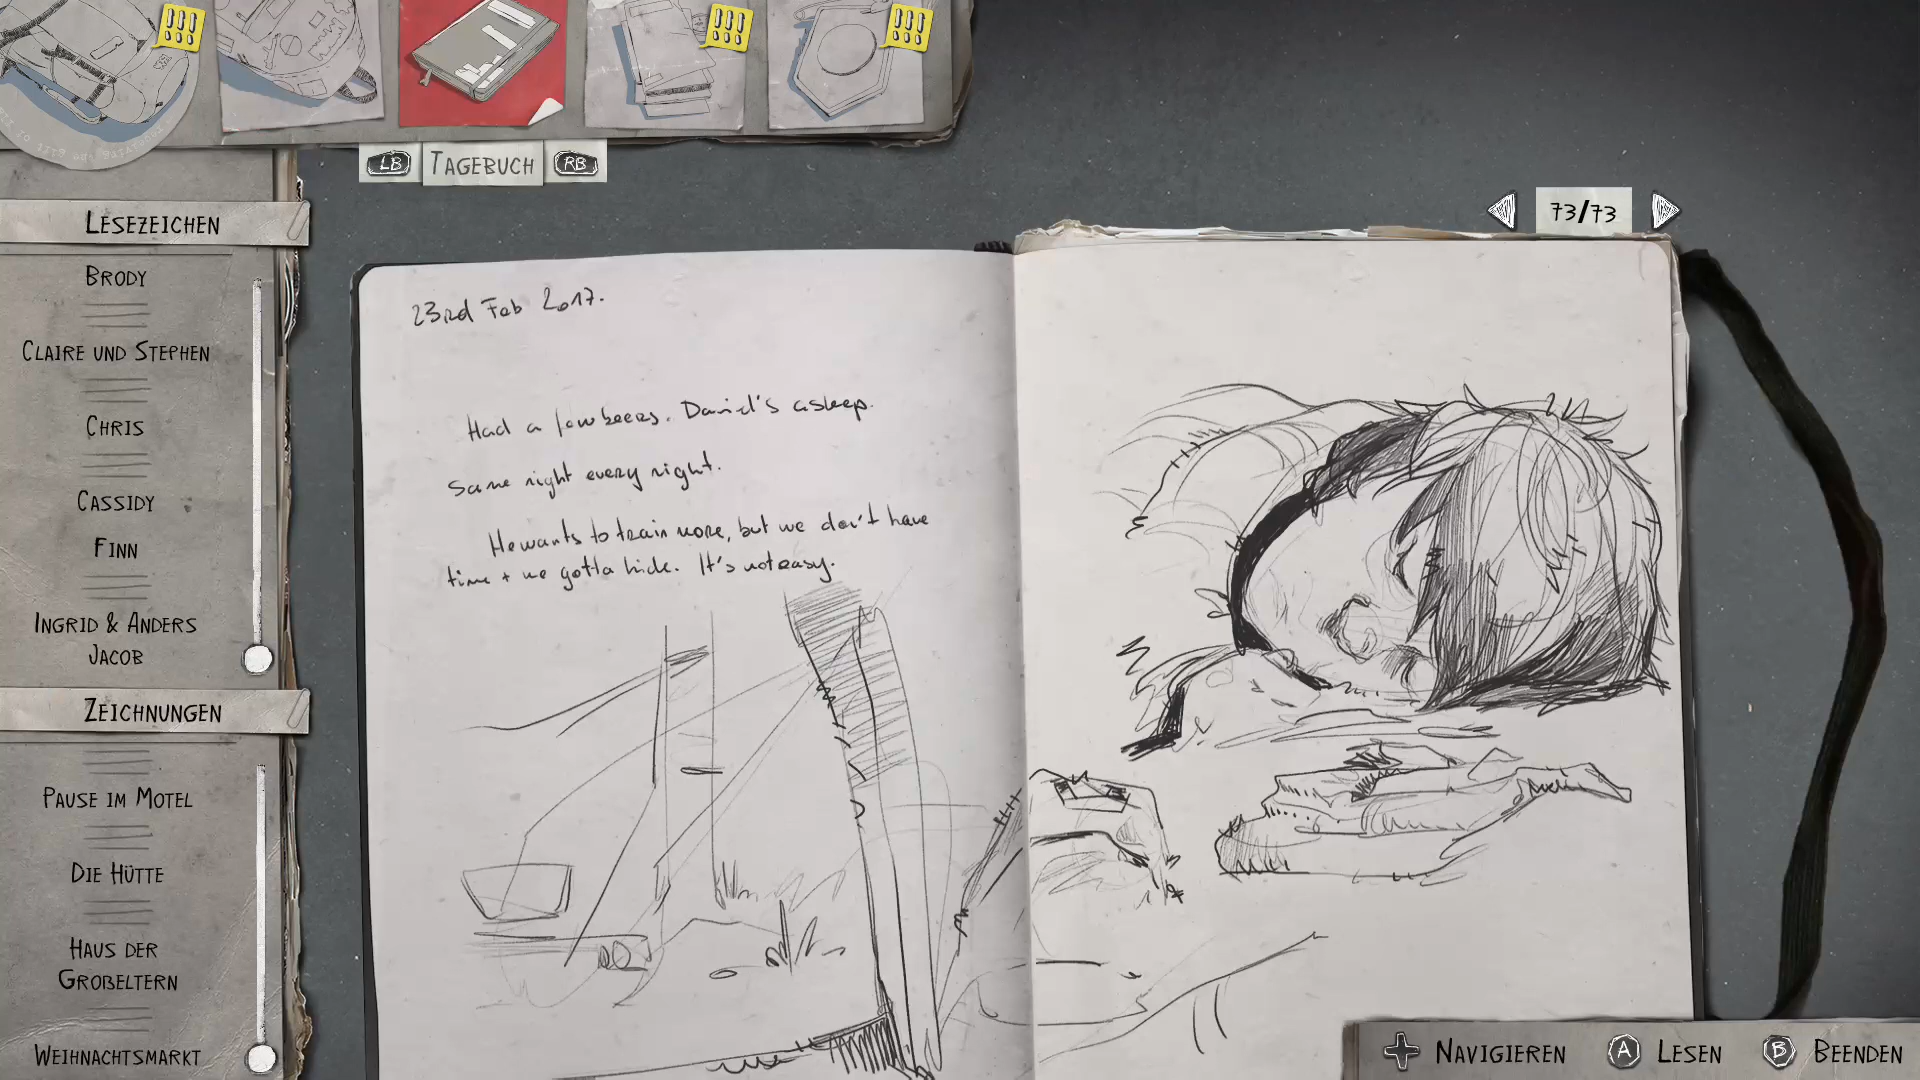 LB TAGEBUCH RB
73/73
LESEZEICHEN
BRODY
CLAIRE UND STEPHEN
CHRIS
CASSIDY
FINN
INGRID & ANDERS
JACOB
ZEICHNUNGEN
PAUSE IM MOTEL
DIE HÜTTE
HAUS DER
GROßELTERN
WEIHNACHTSMARKT
23rd Feb 2017.
Had a few beers. Daniel's asleep.
Same night every night.
He wants to train more, but we don't have
time + we gotta hide. It's not easy.
NAVIGIEREN A LESEN B BEENDEN